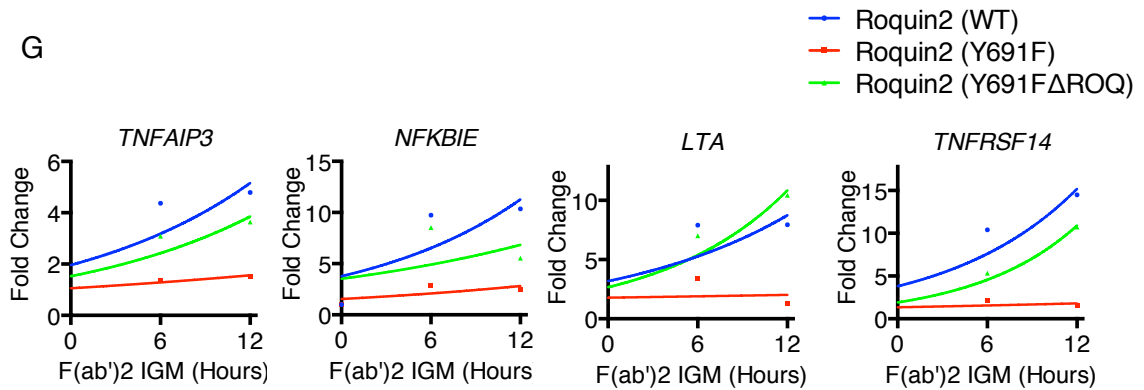 G
Roquin2 (WT)
Roquin2 (Y691F)
Roquin2 (Y691FΔROQ)
TNFAIP3
Fold Change
6
4
2
0
0 6 12
F(ab')2 IGM (Hours)
NFKBIE
Fold Change
15
10
5
0
0 6 12
F(ab')2 IGM (Hours)
LTA
Fold Change
10
5
0
0 6 12
F(ab')2 IGM (Hours)
TNFRSF14
Fold Change
15
10
5
0
0 6 12
F(ab')2 IGM (Hours)